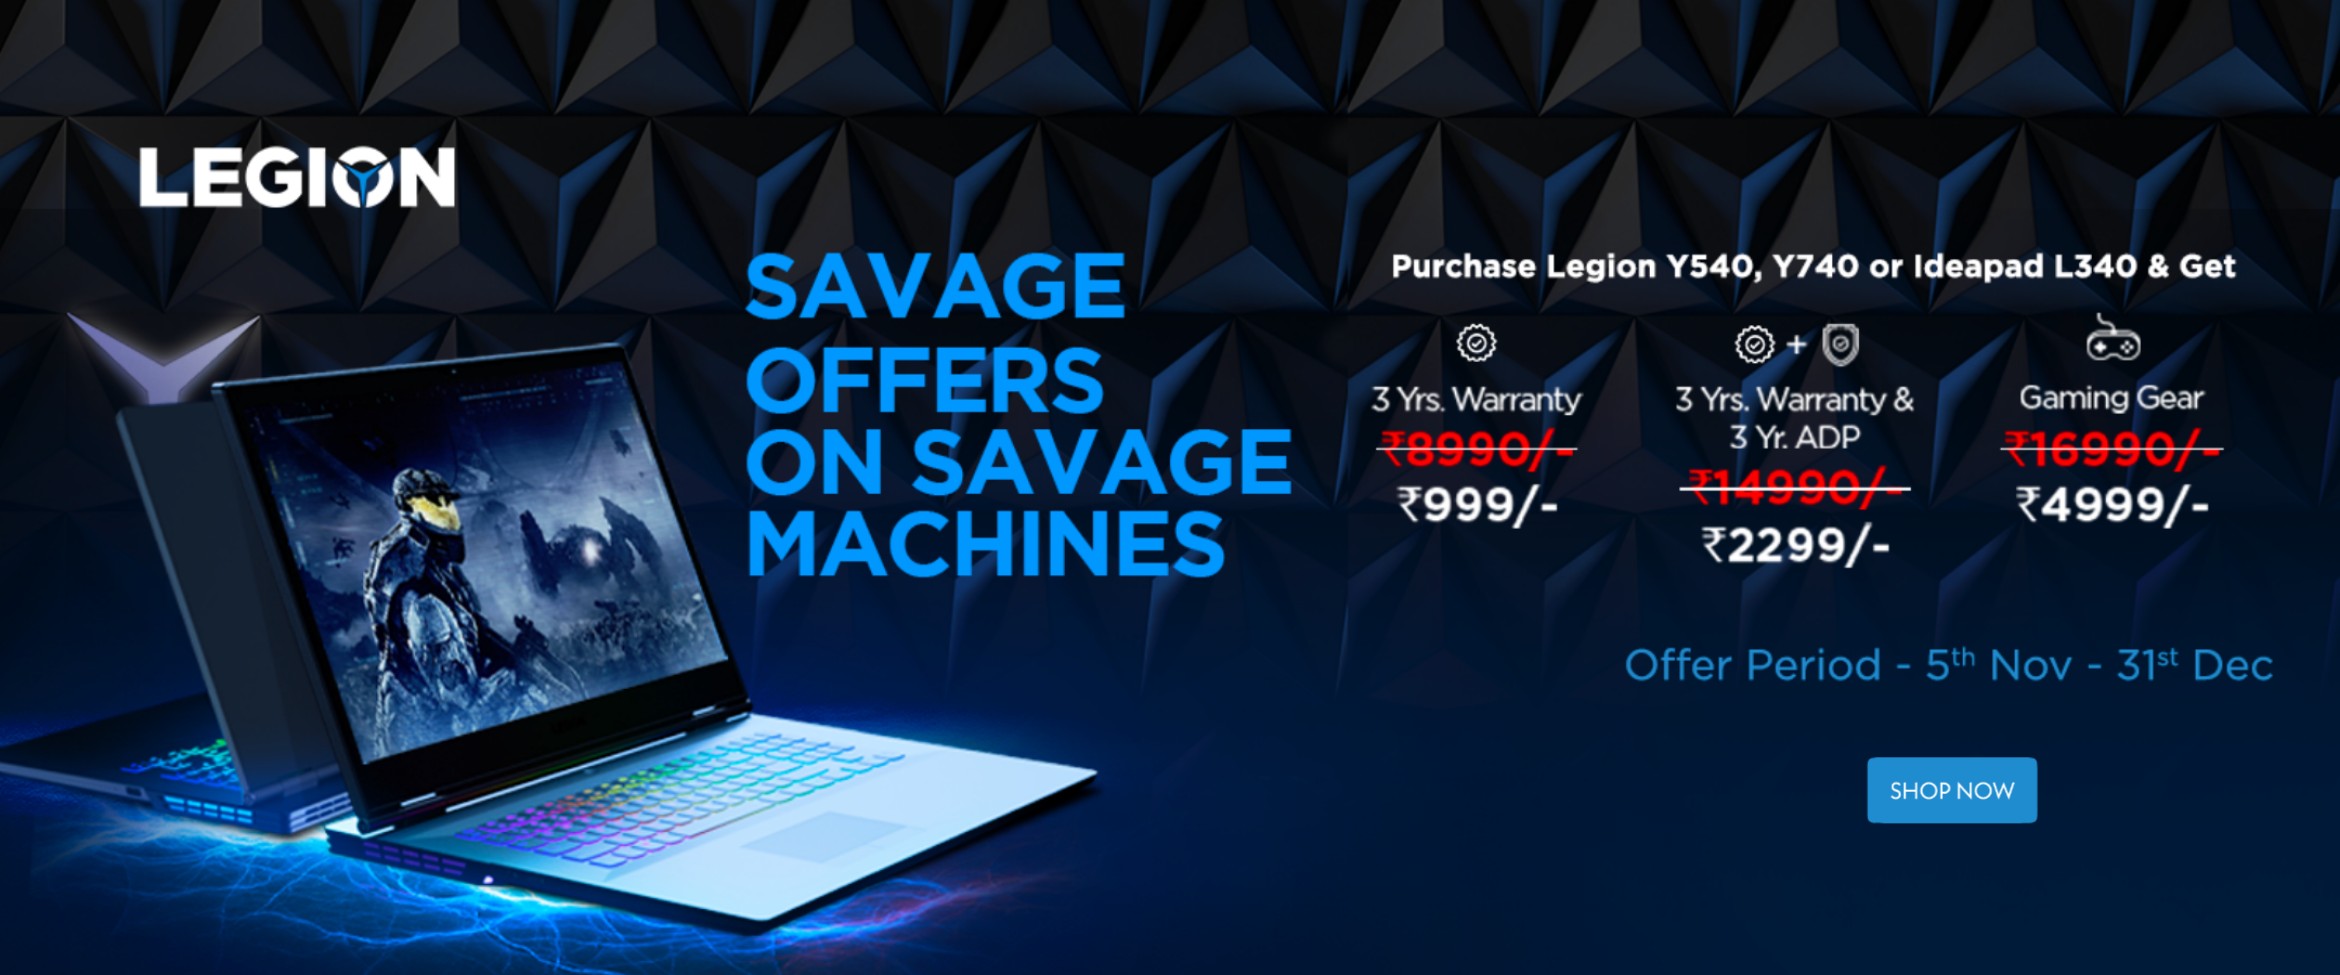 LEGION
SAVAGE
OFFERS
ON SAVAGE
MACHINES
Purchase Legion Y540, Y740 or Ideapad L340 & Get
3 Yrs. Warranty
₹8990/-
₹999/-
3 Yrs. Warranty &
3 Yr. ADP
₹14990/-
₹2299/-
Gaming Gear
₹16990/-
₹4999/-
Offer Period - 5th Nov - 31st Dec
SHOP NOW